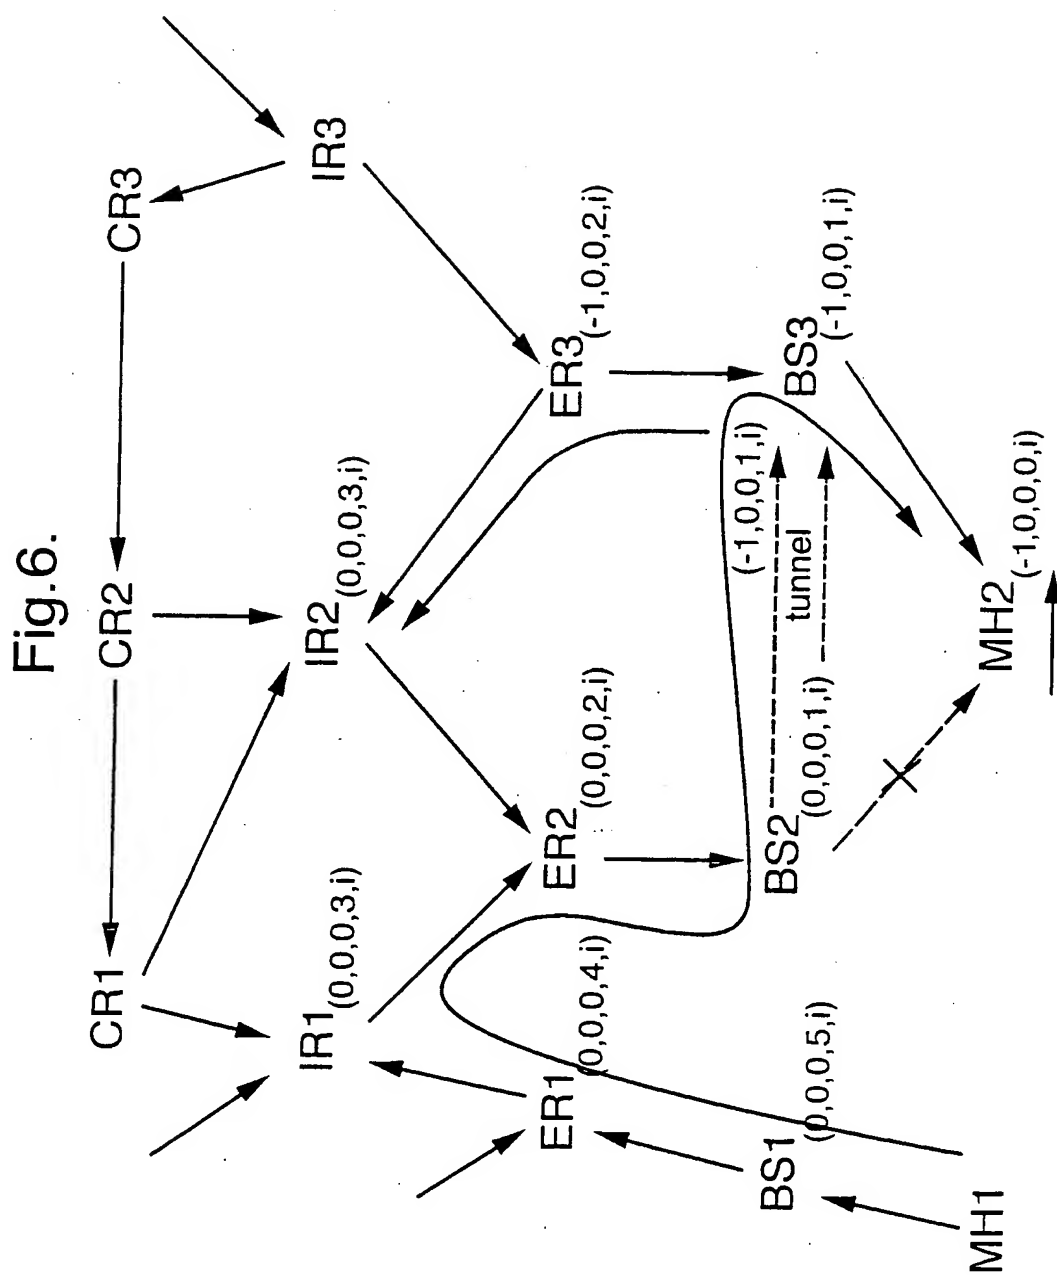 Fig.6.
CR1
CR2
CR3
IR1 (0,0,0,3,i)
IR2 (0,0,0,3,i)
IR3
ER1 (0,0,0,4,i)
ER2 (0,0,0,2,i)
ER3 (-1,0,0,2,i)
BS1 (0,0,0,5,i)
BS2 (0,0,0,1,i)
(-1,0,0,1,i)
tunnel
BS3 (-1,0,0,1,i)
MH1
MH2 (-1,0,0,0,i)